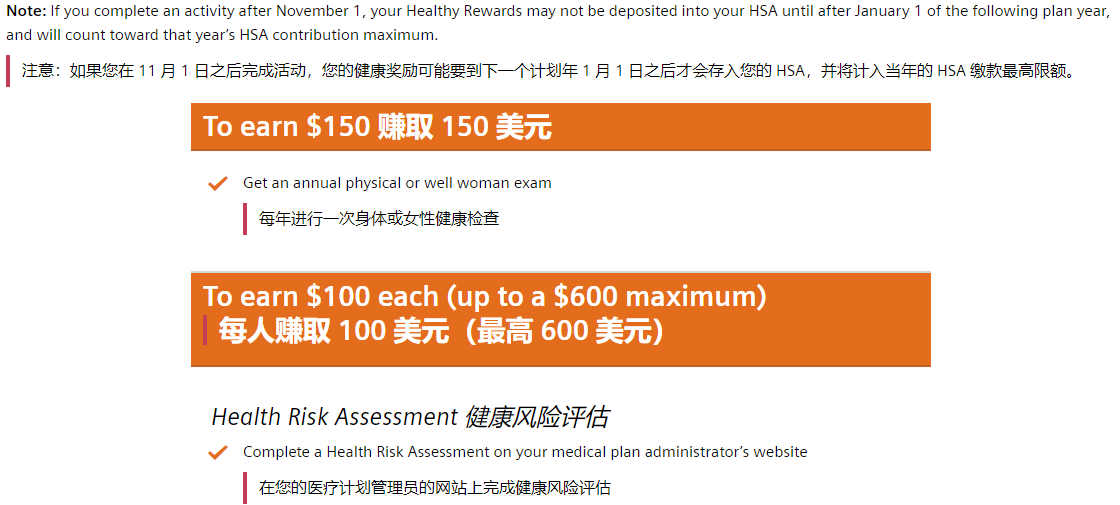 Note: If you complete an activity after November 1, your Healthy Rewards may not be deposited into your HSA until after January 1 of the following plan year,
and will count toward that year’s HSA contribution maximum.
注意：如果您在 11 月 1 日之后完成活动，您的健康奖励可能要到下一个计划年 1 月 1 日之后才会存入您的 HSA，并将计入当年的 HSA 缴款最高限额。
To earn $150 赚取 150 美元
Get an annual physical or well woman exam
每年进行一次身体或女性健康检查
To earn $100 each (up to a $600 maximum)
每人赚取 100 美元（最高 600 美元）
Health Risk Assessment 健康风险评估
Complete a Health Risk Assessment on your medical plan administrator’s website
在您的医疗计划管理员的网站上完成健康风险评估